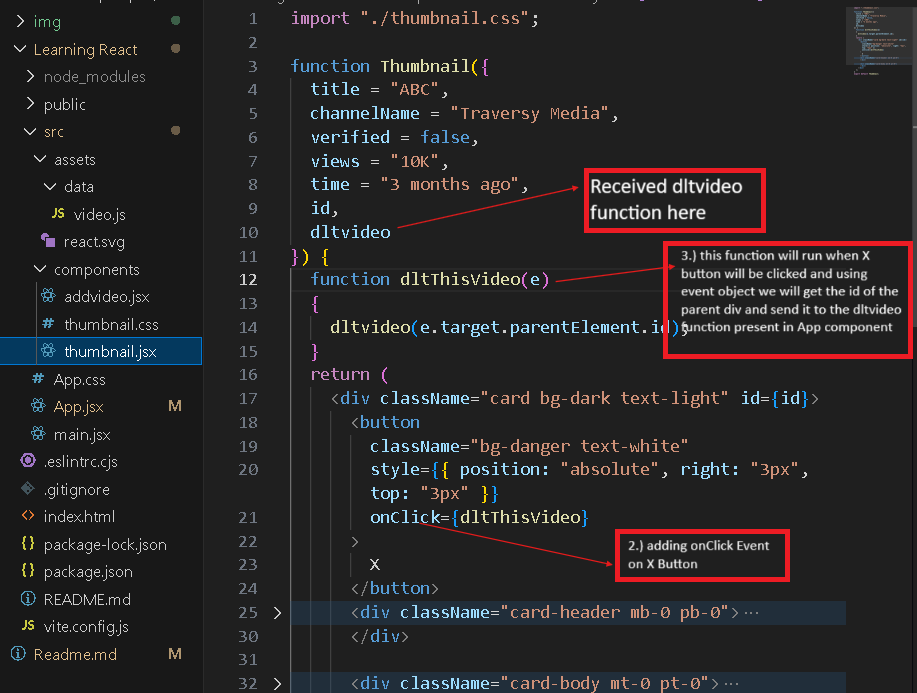 img
Learning React
node_modules
public
src
assets
data
JS video.js
react.svg
components
addvideo.jsx
# thumbnail.css
thumbnail.jsx
# App.css
App.jsx M
main.jsx
.eslintrc.cjs
.gitignore
<> index.html
{} package-lock.json
{} package.json
README.md
JS vite.config.js
Readme.md M
1 import "./thumbnail.css";
2
3 function Thumbnail({
4 title = "ABC",
5 channelName = "Traversy Media",
6 verified = false,
7 views = "10K",
8 time = "3 months ago",
9 id,
10 dltvideo
11 }) {
12 function dltThisVideo(e)
13 {
14 dltvideo(e.target.parentElement.id);
15 }
16 return (
17 <div className="card bg-dark text-light" id={id}>
18 <button
19 className="bg-danger text-white"
20 style={{ position: "absolute", right: "3px",
top: "3px" }}
21 onClick={dltThisVideo}
22 >
23 X
24 </button>
25 <div className="card-header mb-0 pb-0">…
30 </div>
31
32 <div className="card-body mt-0 pt-0">…
Received dltvideo
function here
3.) this function will run when X
button will be clicked and using
event object we will get the id of the
parent div and send it to the dltvideo
function present in App component
2.) adding onClick Event
on X Button